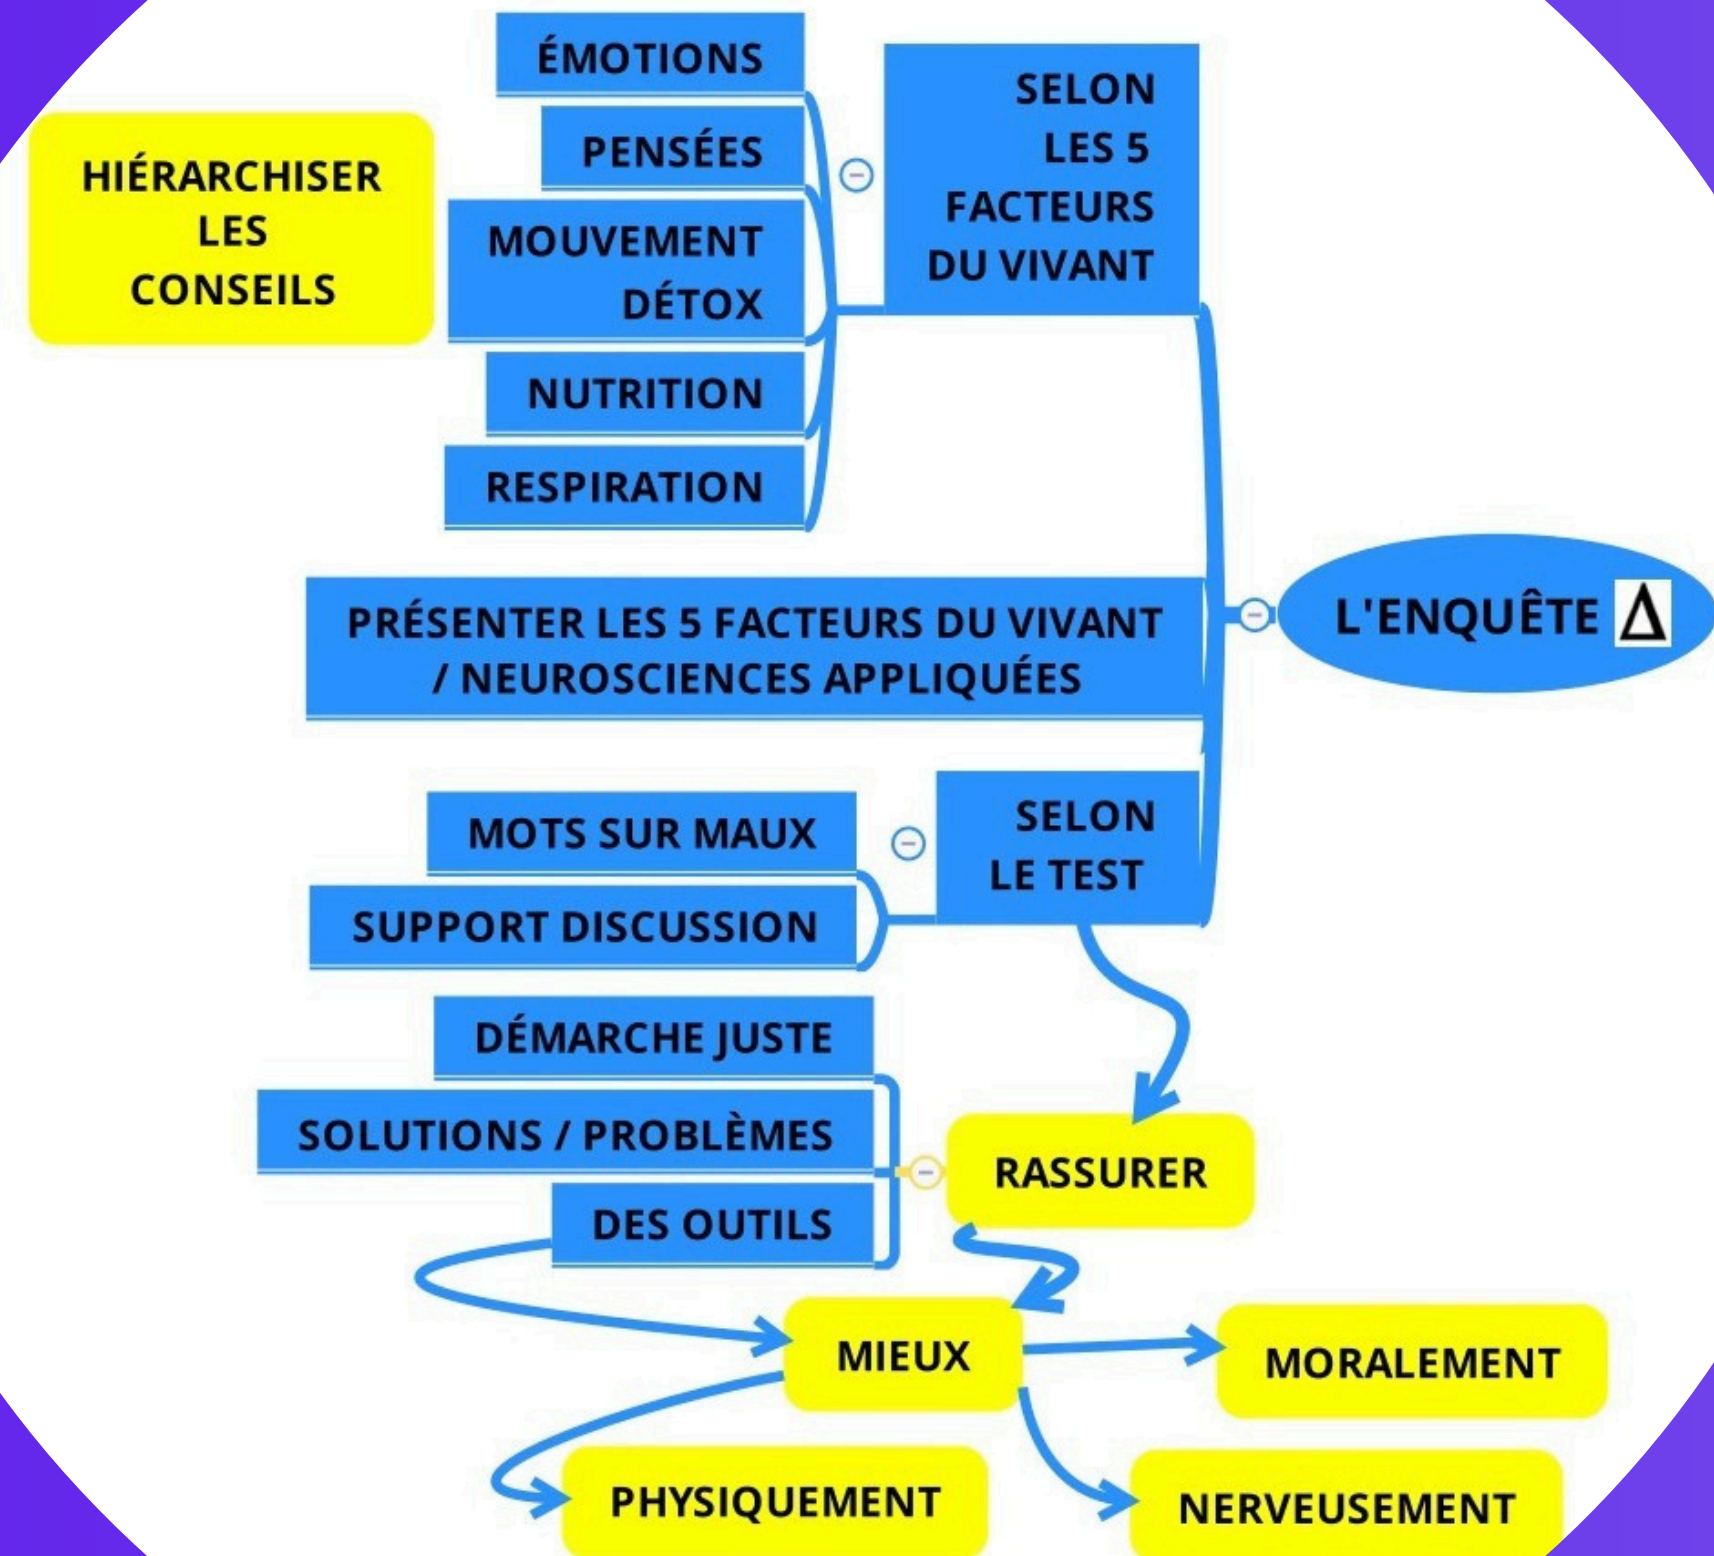 ÉMOTIONS
PENSÉES
MOUVEMENT
DÉTOX
NUTRITION
RESPIRATION
SELON
LES 5
FACTEURS
DU VIVANT
HIÉRARCHISER
LES
CONSEILS
L'ENQUÊTE Δ
PRÉSENTER LES 5 FACTEURS DU VIVANT
/ NEUROSCIENCES APPLIQUÉES
SELON
LE TEST
MOTS SUR MAUX
SUPPORT DISCUSSION
DÉMARCHE JUSTE
SOLUTIONS / PROBLÈMES
DES OUTILS
RASSURER
MIEUX
MORALEMENT
PHYSIQUEMENT
NERVEUSEMENT